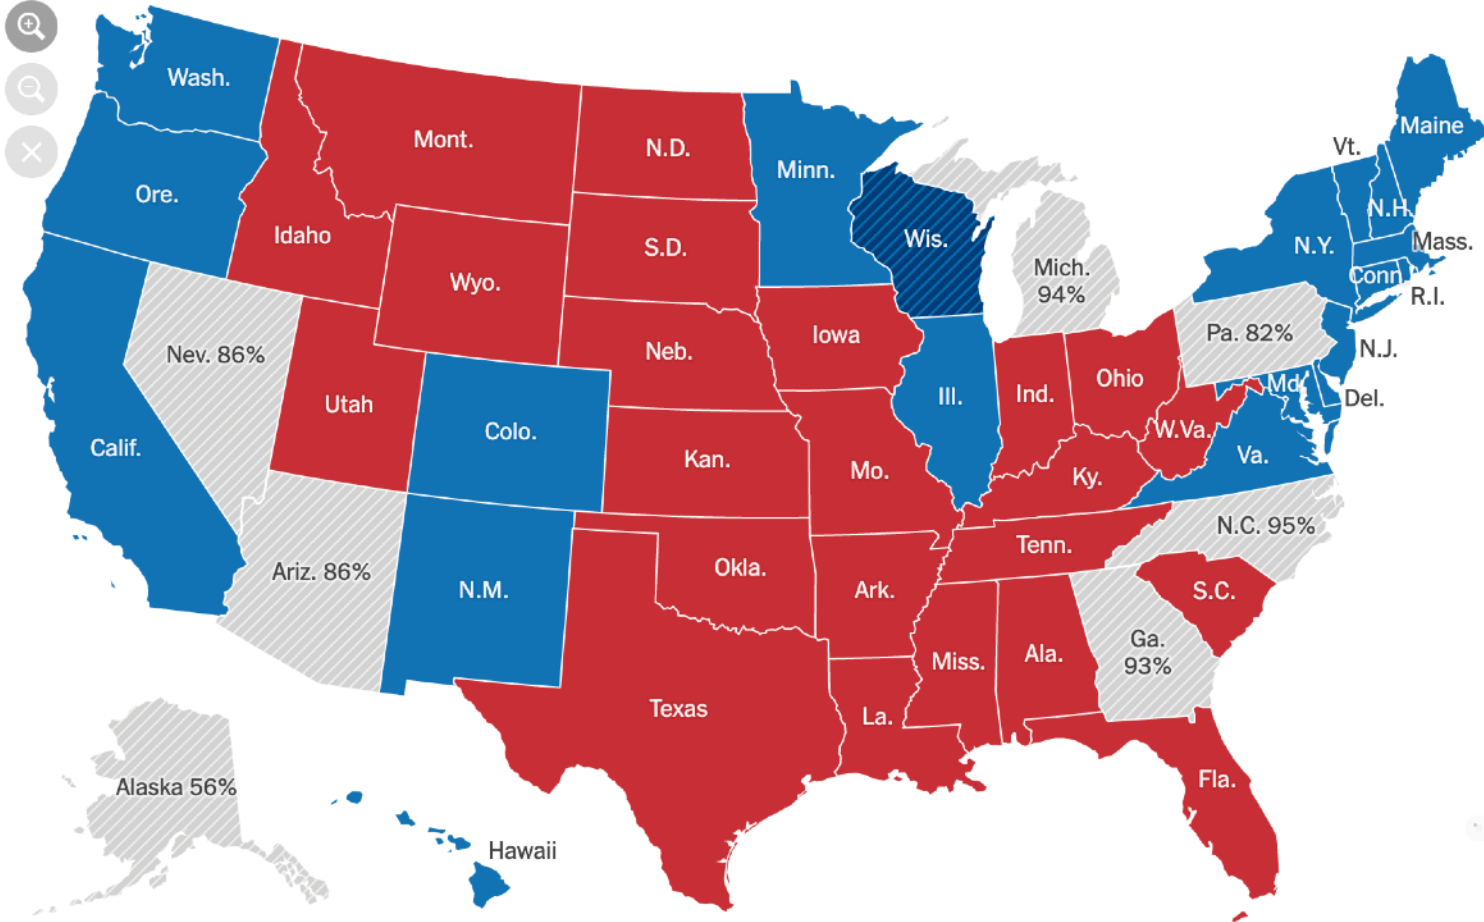 Wash.
Mont.
N.D.
Minn.
Vt.
Maine
Ore.
Idaho
Wyo.
S.D.
Wis.
Mich.
94%
N.Y.
N.H.
Mass.
Conn.
R.I.
Nev. 86%
Utah
Neb.
Iowa
Pa. 82%
N.J.
Calif.
Colo.
Kan.
Mo.
Ill.
Ind.
Ohio
Md.
Del.
W.Va.
Va.
Ky.
Ariz. 86%
N.M.
Okla.
Ark.
Tenn.
N.C. 95%
S.C.
Texas
La.
Miss.
Ala.
Ga.
93%
Fla.
Alaska 56%
Hawaii